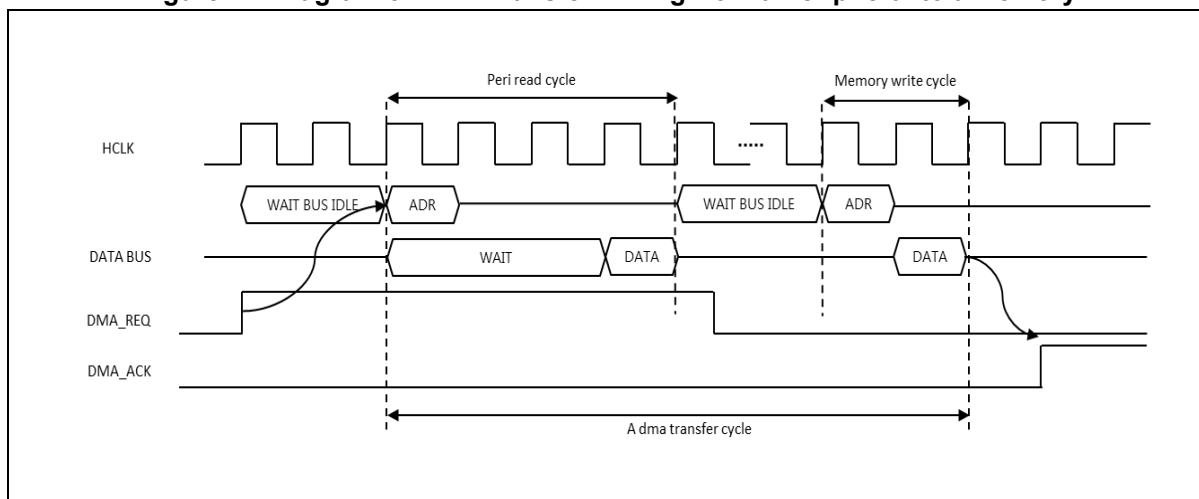 Peri read cycle
Memory write cycle
HCLK
.....
WAIT BUS IDLE
ADR
WAIT BUS IDLE
ADR
DATA BUS
WAIT
DATA
DATA
DMA_REQ
DMA_ACK
A dma transfer cycle